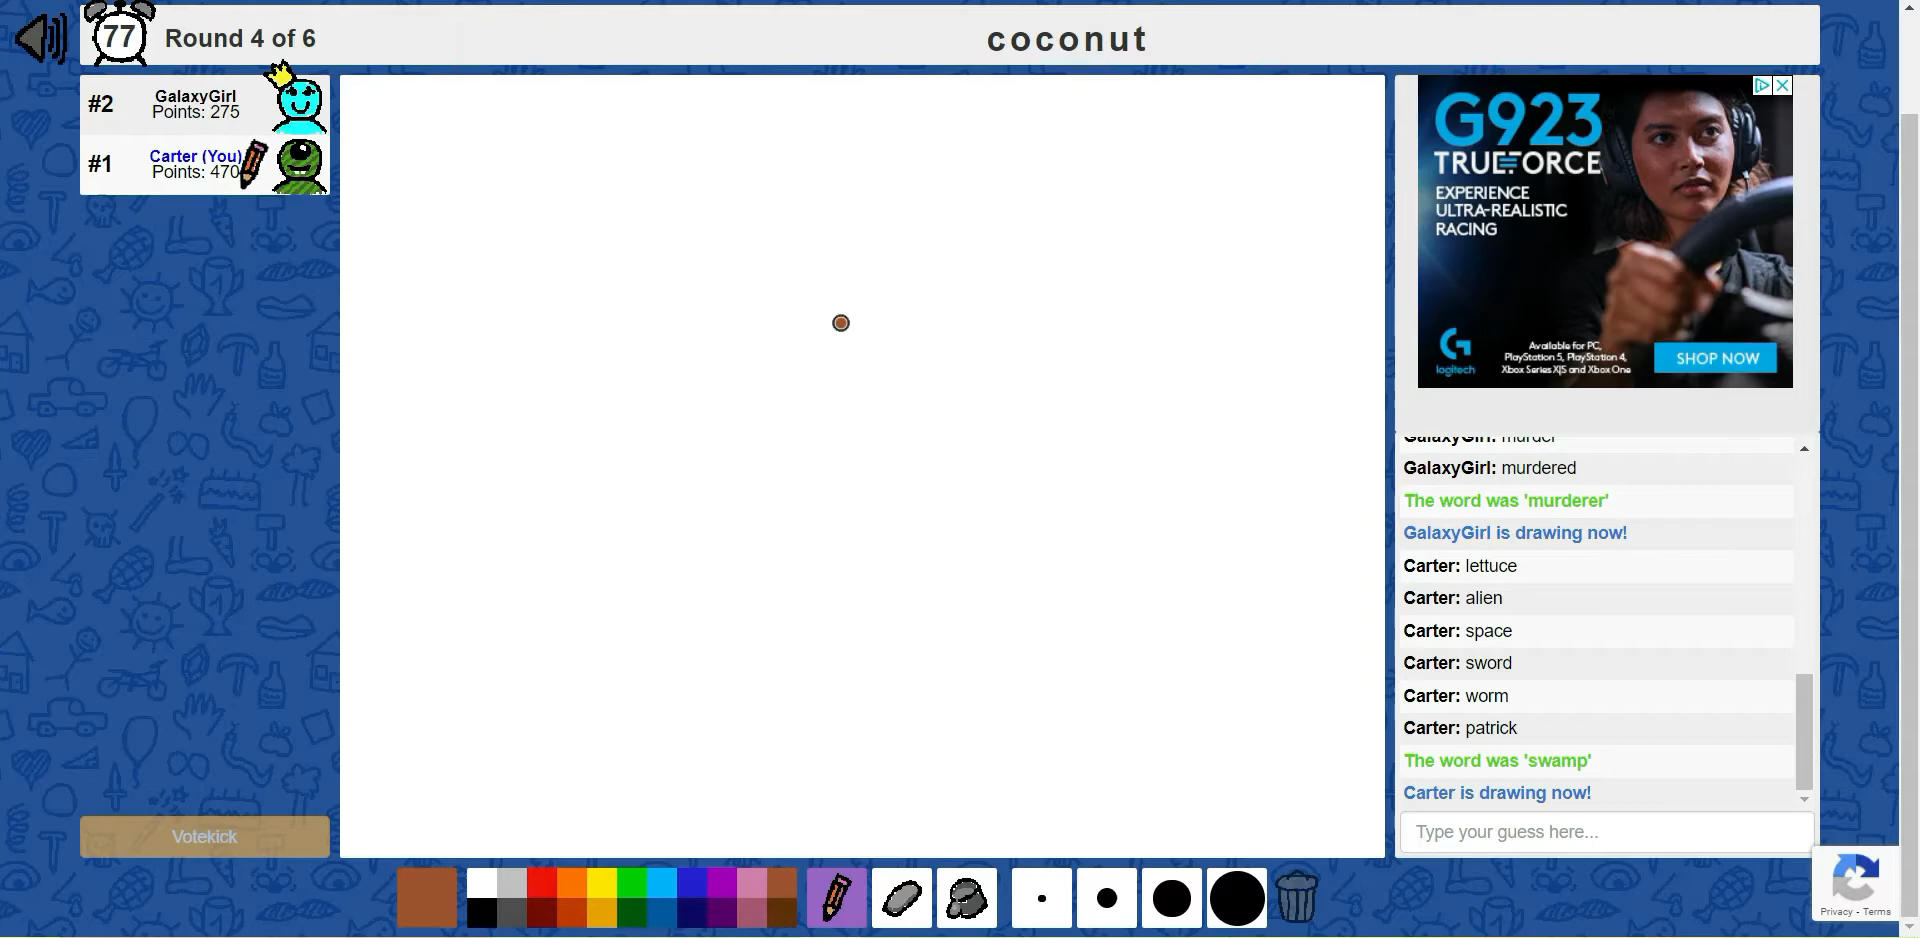 77
Round 4 of 6
coconut
#2
GalaxyGirl
Points: 275
#1
Carter (You)
Points: 470
G923
TRUEFORCE
EXPERIENCE
ULTRA-REALISTIC
RACING
logitech
Available for PC,
PlayStation 5, PlayStation 4,
Xbox Series X|S and Xbox One
SHOP NOW
GalaxyGirl: murder
GalaxyGirl: murdered
The word was 'murderer'
GalaxyGirl is drawing now!
Carter: lettuce
Carter: alien
Carter: space
Carter: sword
Carter: worm
Carter: patrick
The word was 'swamp'
Carter is drawing now!
Type your guess here...
Votekick
Privacy - Terms